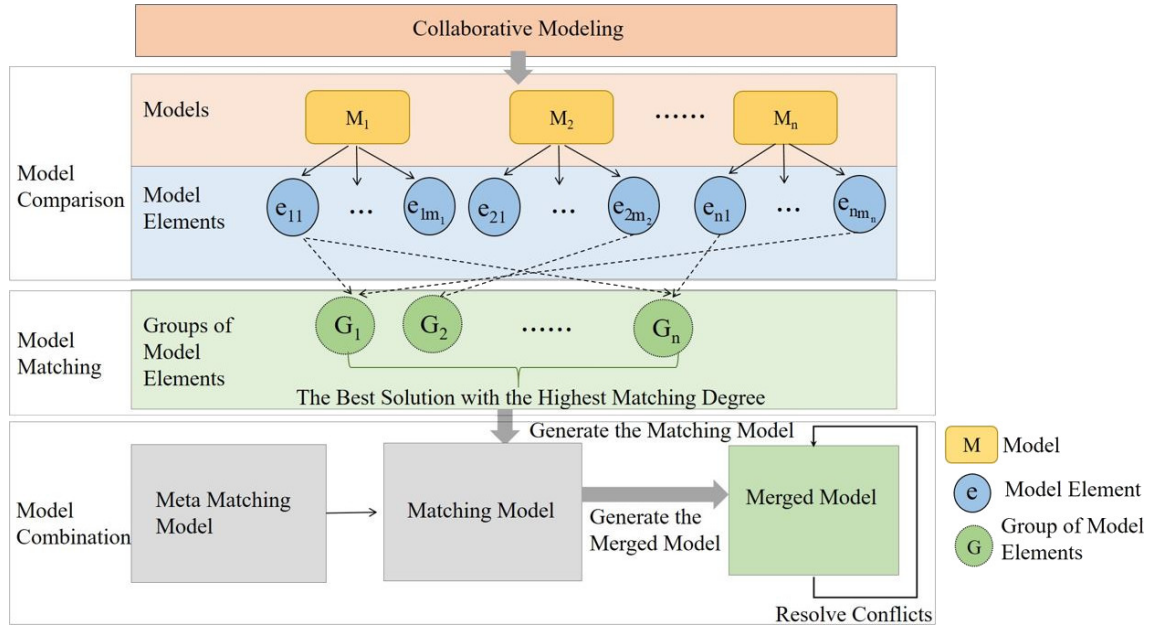 Collaborative Modeling
Model
Comparison
Models
M₁
M₂
......
Mₙ
Model
Elements
e₁₁
...
e₁ₘ₁
e₂₁
...
e₂ₘ₂
eₙ₁
...
eₙₘₙ
Model
Matching
Groups of
Model
Elements
G₁
G₂
......
Gₙ
The Best Solution with the Highest Matching Degree
Generate the Matching Model
Model
Combination
Meta Matching
Model
Matching Model
Generate the
Merged Model
Merged Model
Resolve Conflicts
M
Model
e
Model Element
G
Group of Model
Elements